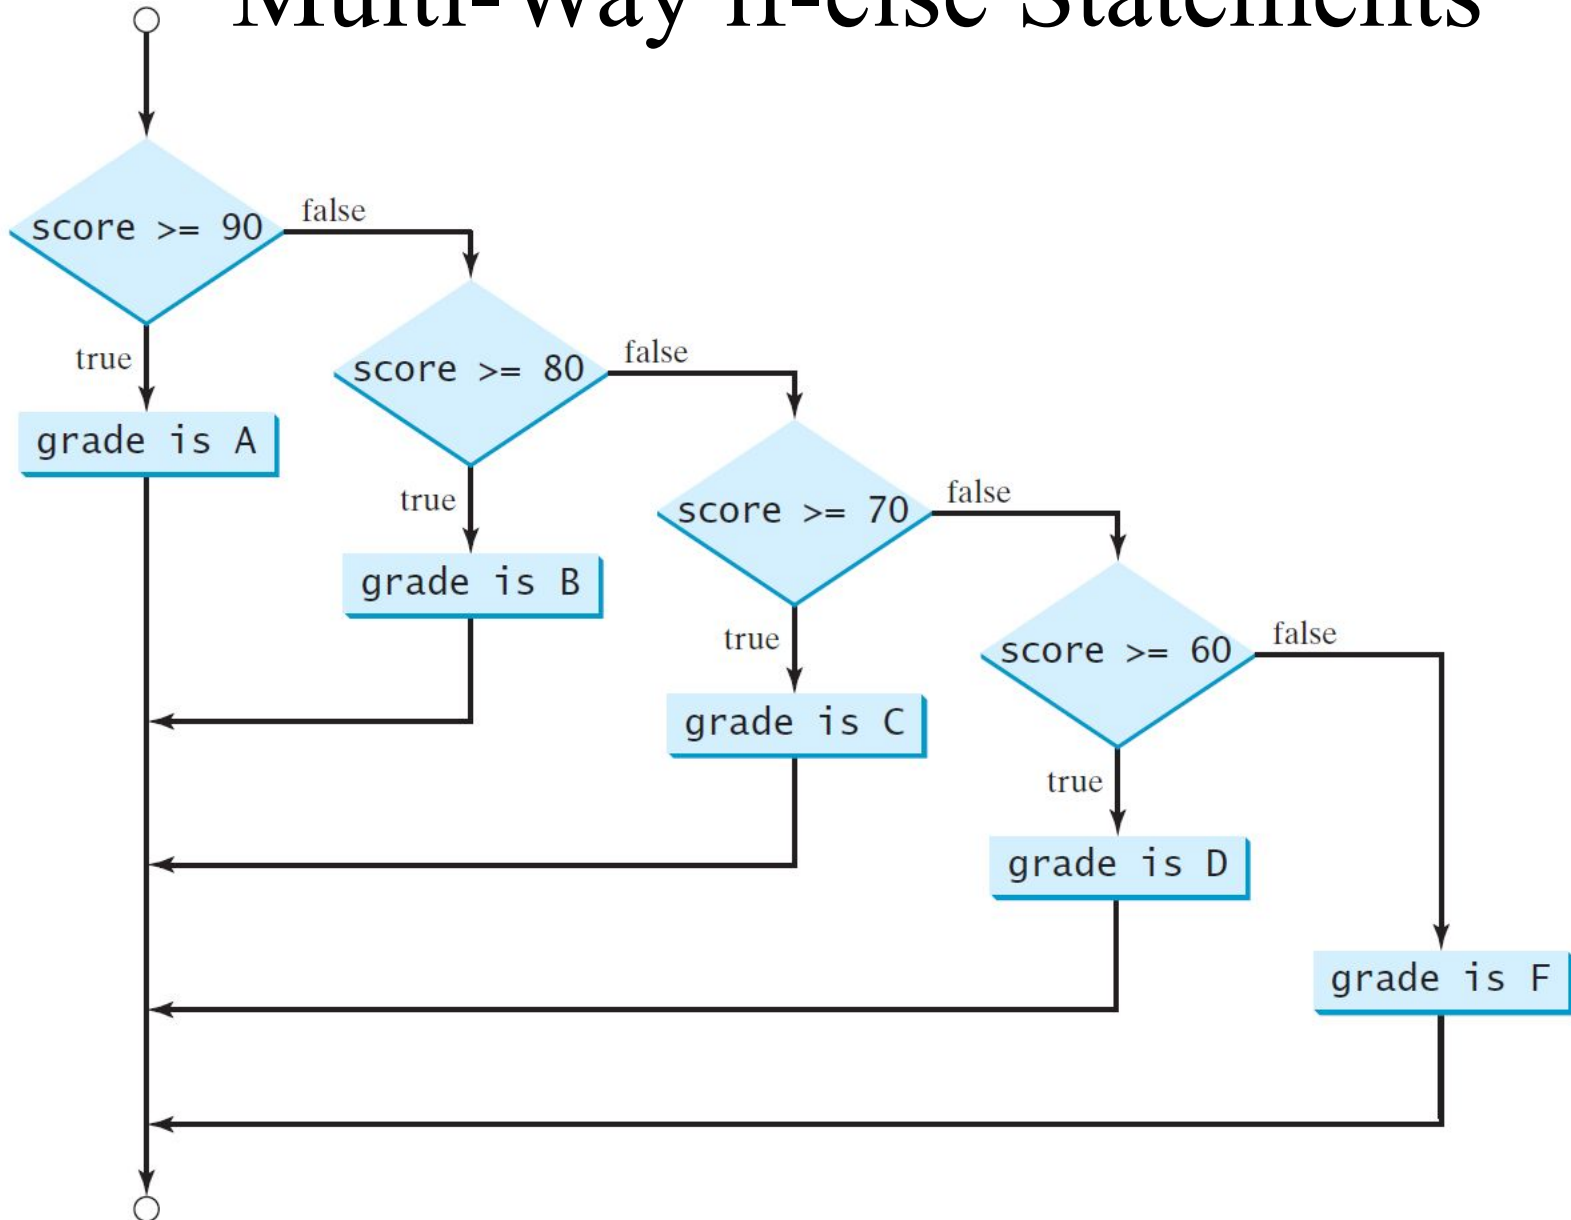 Multi-Way if-else Statements
score >= 90
false
true
grade is A
score >= 80
false
true
grade is B
score >= 70
false
true
grade is C
score >= 60
false
true
grade is D
grade is F